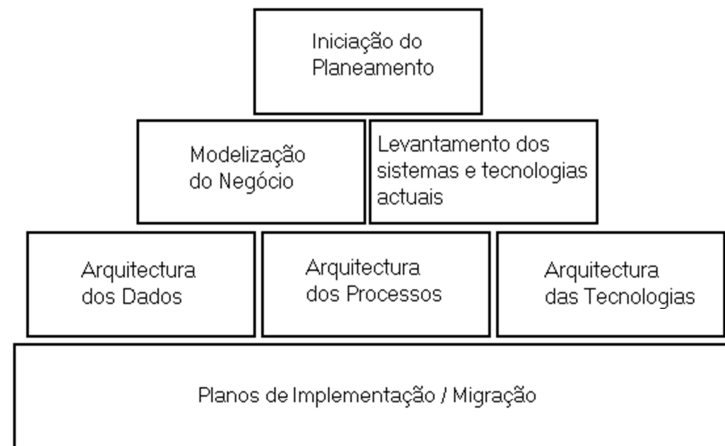 Iniciação do
Planeamento
Modelização
do Negócio
Levantamento dos
sistemas e tecnologias
actuais
Arquitectura
dos Dados
Arquitectura
dos Processos
Arquitectura
das Tecnologias
Planos de Implementação / Migração